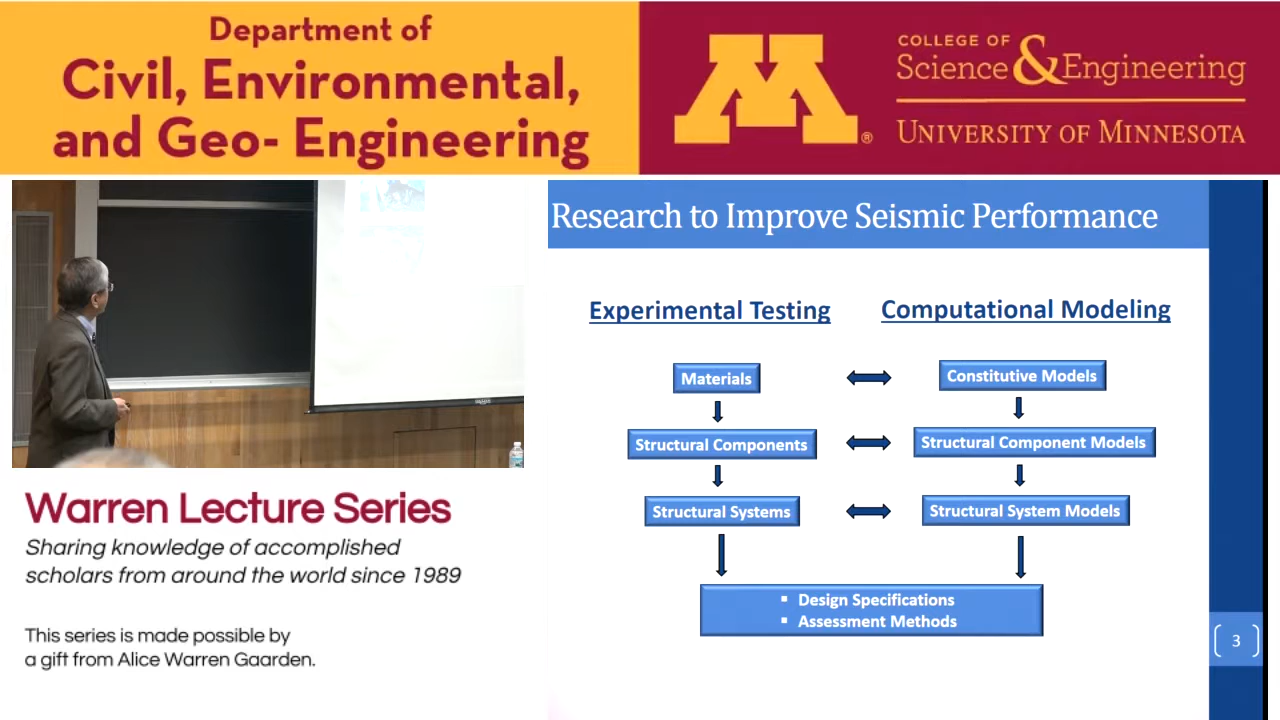 Department of
Civil, Environmental,
and Geo- Engineering
M®
COLLEGE OF
Science & Engineering
UNIVERSITY OF MINNESOTA
Research to Improve Seismic Performance
Experimental Testing
Computational Modeling
Materials
Constitutive Models
Structural Components
Structural Component Models
Structural Systems
Structural System Models
▪ Design Specifications
▪ Assessment Methods
3
Warren Lecture Series
Sharing knowledge of accomplished
scholars from around the world since 1989
This series is made possible by
a gift from Alice Warren Gaarden.